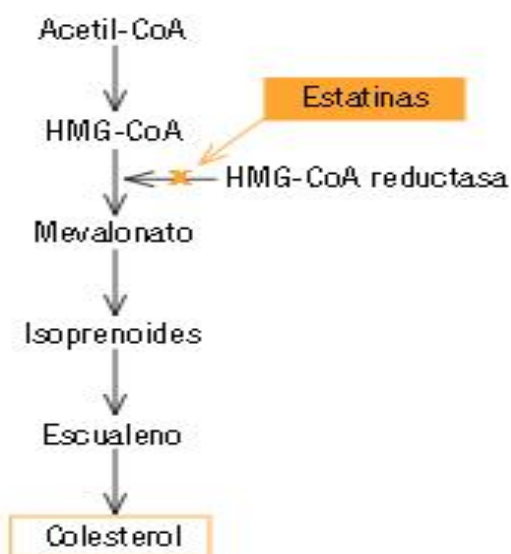 Acetil-CoA
Estatinas
HMG-CoA
HMG-CoA reductasa
Mevalonato
Isoprenoides
Escualeno
Colesterol